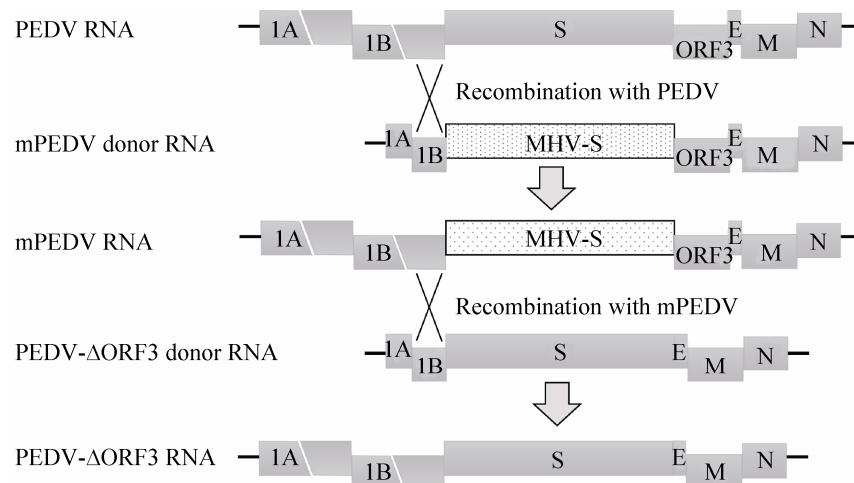 PEDV RNA 1A 1B S ORF3 E M N
Recombination with PEDV
mPEDV donor RNA 1A 1B MHV-S ORF3 E M N
mPEDV RNA 1A 1B MHV-S ORF3 E M N
Recombination with mPEDV
PEDV-ΔORF3 donor RNA 1A 1B S E M N
PEDV-ΔORF3 RNA 1A 1B S E M N